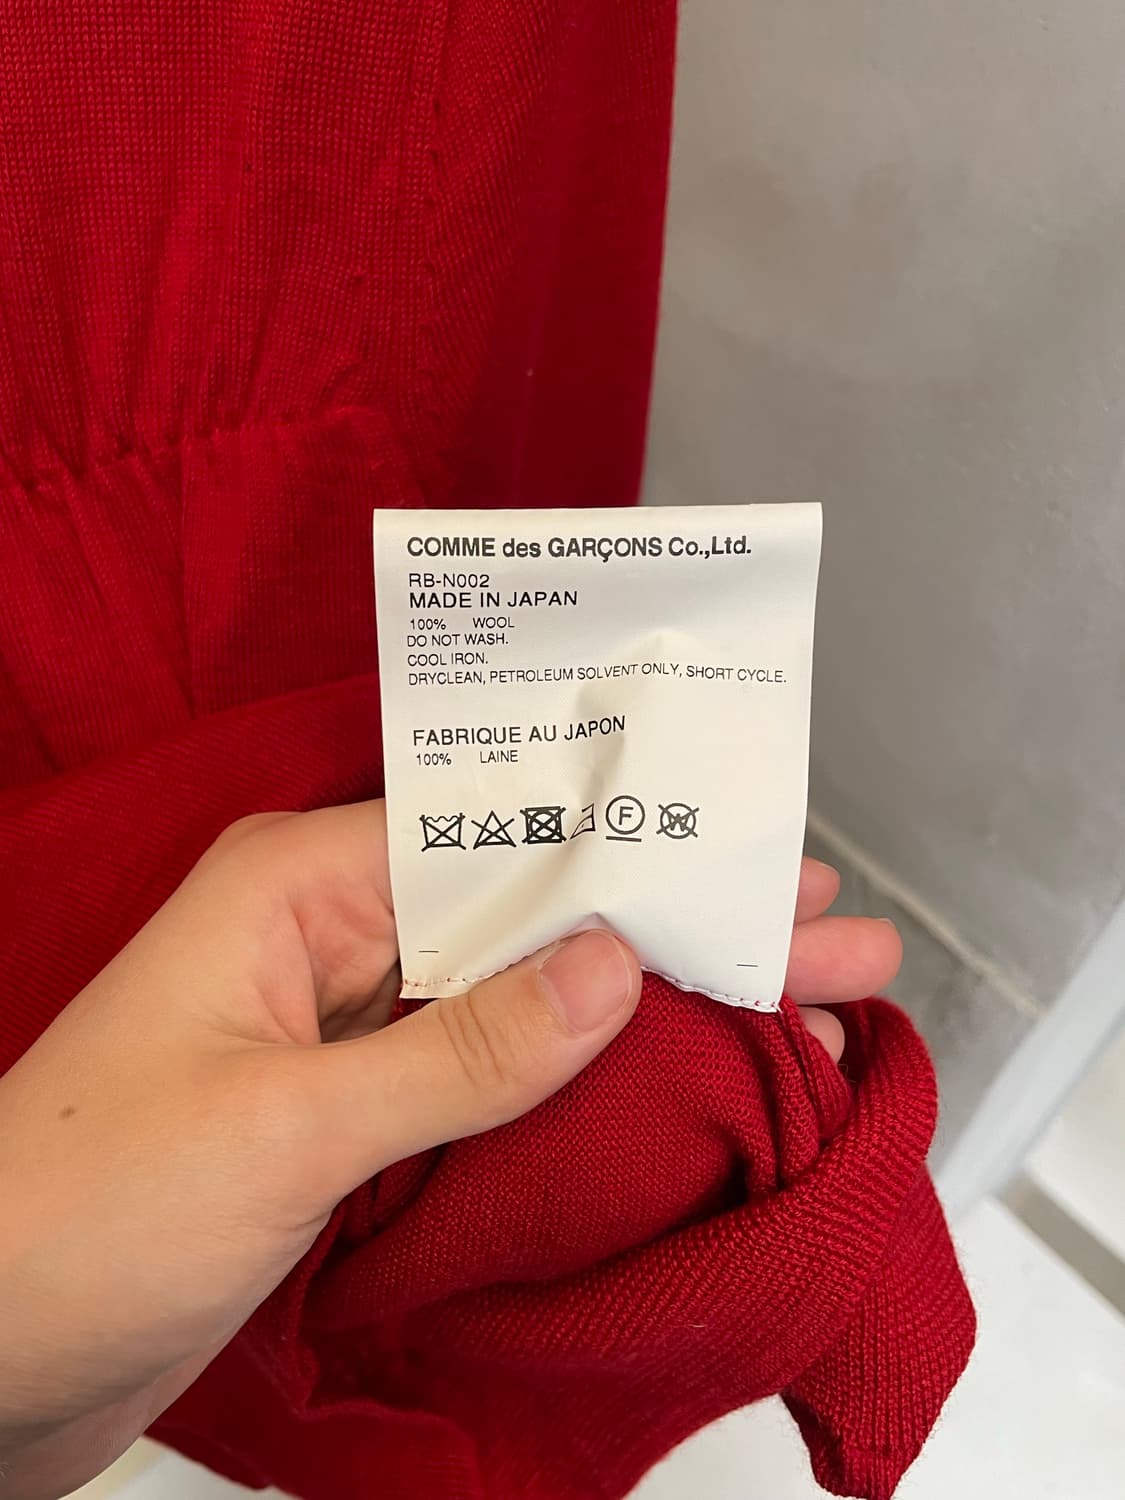 COMME des GARÇONS Co.,Ltd.
RB-N002
MADE IN JAPAN
100% WOOL
DO NOT WASH.
COOL IRON.
DRYCLEAN, PETROLEUM SOLVENT ONLY, SHORT CYCLE.
FABRIQUE AU JAPON
100% LAINE
F W